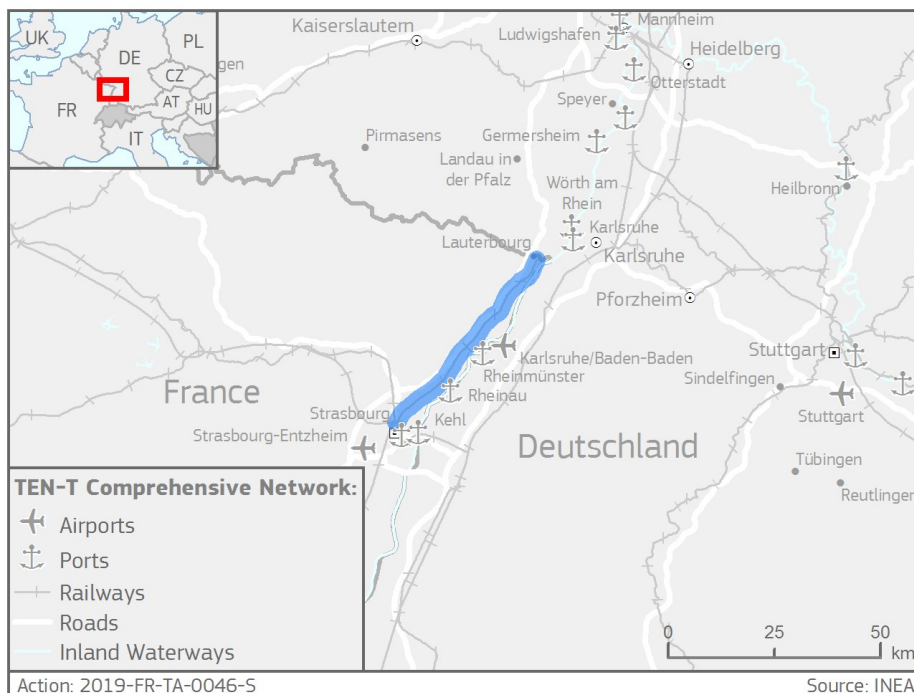 UK
DE
PL
CZ
FR
AT
HU
IT
gen
Kaiserslautern
Mannheim
Ludwigshafen
Heidelberg
Otterstadt
Speyer
Pirmasens
Germersheim
Landau in
der Pfalz
Heilbronn
Wörth am
Rhein
Karlsruhe
Lauterbourg
Karlsruhe
Pforzheim
Karlsruhe/Baden-Baden
Stuttgart
Rheinmünster
France
Rheinau
Sindelfingen
Strasbourg
Kehl
Stuttgart
Strasbourg-Entzheim
Deutschland
Tübingen
Reutlingen
TEN-T Comprehensive Network:
Airports
Ports
Railways
Roads
Inland Waterways
0 25 50
km
Action: 2019-FR-TA-0046-S
Source: INEA